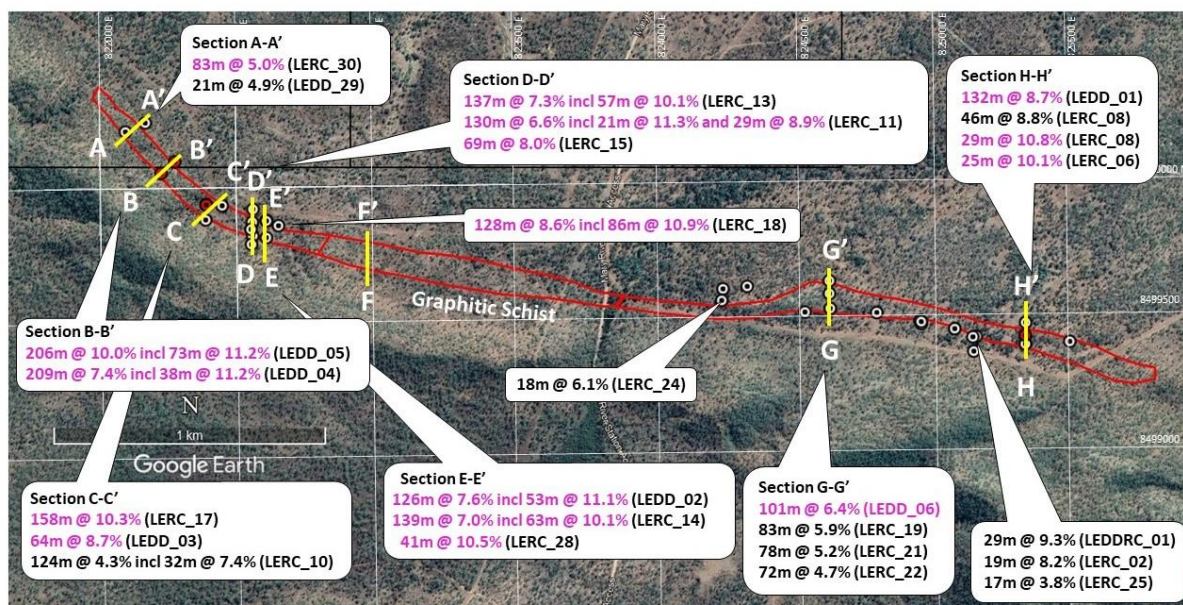 822000 E
823500 E
824000 E
824500 E
825000 E
825500 E
Section A-A’
83m @ 5.0% (LERC_30)
21m @ 4.9% (LEDD_29)
Section D-D’
137m @ 7.3% incl 57m @ 10.1% (LERC_13)
130m @ 6.6% incl 21m @ 11.3% and 29m @ 8.9% (LERC_11)
69m @ 8.0% (LERC_15)
Section H-H’
132m @ 8.7% (LEDD_01)
46m @ 8.8% (LERC_08)
29m @ 10.8% (LERC_08)
25m @ 10.1% (LERC_06)
A’
A
B’
B
C’
C
D’
D
E’
E
F’
F
128m @ 8.6% incl 86m @ 10.9% (LERC_18)
G’
G
H’
H
8499500
Graphitic Schist
Section B-B’
206m @ 10.0% incl 73m @ 11.2% (LEDD_05)
209m @ 7.4% incl 38m @ 11.2% (LEDD_04)
18m @ 6.1% (LERC_24)
N
1 km
Google Earth
8499000
Section C-C’
158m @ 10.3% (LERC_17)
64m @ 8.7% (LEDD_03)
124m @ 4.3% incl 32m @ 7.4% (LERC_10)
Section E-E’
126m @ 7.6% incl 53m @ 11.1% (LEDD_02)
139m @ 7.0% incl 63m @ 10.1% (LERC_14)
41m @ 10.5% (LERC_28)
Section G-G’
101m @ 6.4% (LEDD_06)
83m @ 5.9% (LERC_19)
78m @ 5.2% (LERC_21)
72m @ 4.7% (LERC_22)
29m @ 9.3% (LEDDRC_01)
19m @ 8.2% (LERC_02)
17m @ 3.8% (LERC_25)